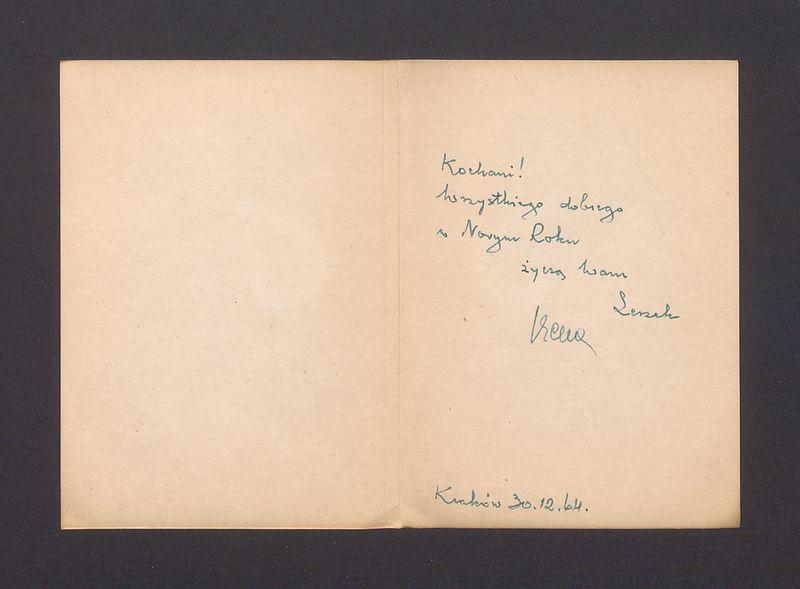 Kochani!
Wszystkiego dobrego
w Nowym Roku
życzą Wam
Leszek
Irena
Kraków 30.12.64.